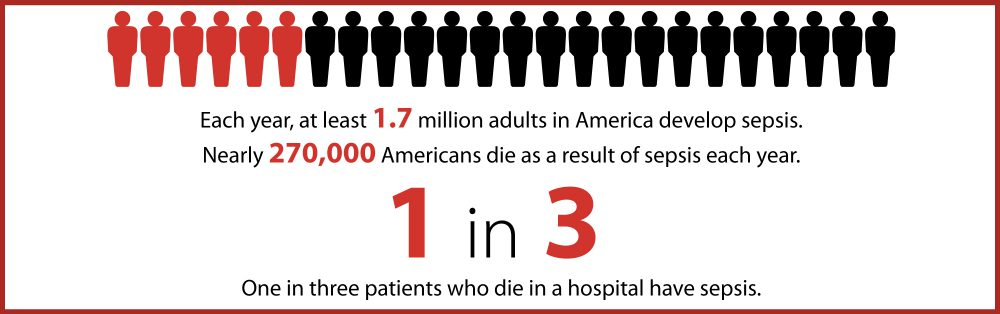 Each year, at least 1.7 million adults in America develop sepsis.
Nearly 270,000 Americans die as a result of sepsis each year.
1 in 3
One in three patients who die in a hospital have sepsis.